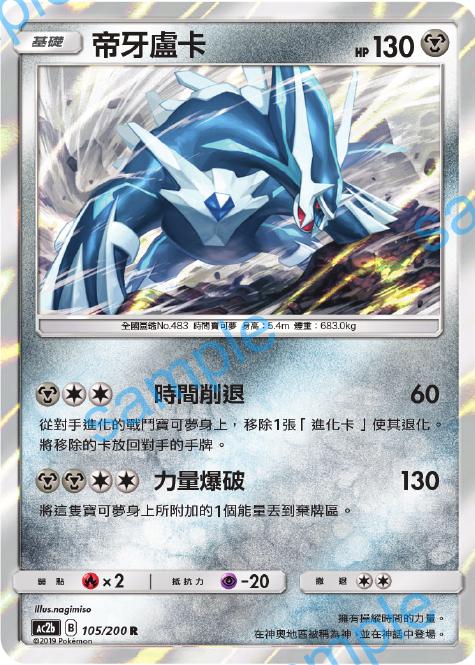 基礎 帝牙盧卡 HP 130
全國圖鑑No.483 時間寶可夢 身高：5.4m 體重：683.0kg
時間削退 60
從對手進化的戰鬥寶可夢身上，移除1張「進化卡」使其退化。
將移除的卡放回對手的手牌。
力量爆破 130
將這隻寶可夢身上所附加的1個能量丟到棄牌區。
弱點 ×2 抵抗力 -20 撤退
illus.nagimiso
AC2b B 105/200 R
©2019 Pokémon
擁有操縱時間的力量。
在神奧地區被稱為神，並在神話中登場。
sample
sample
sample
sample